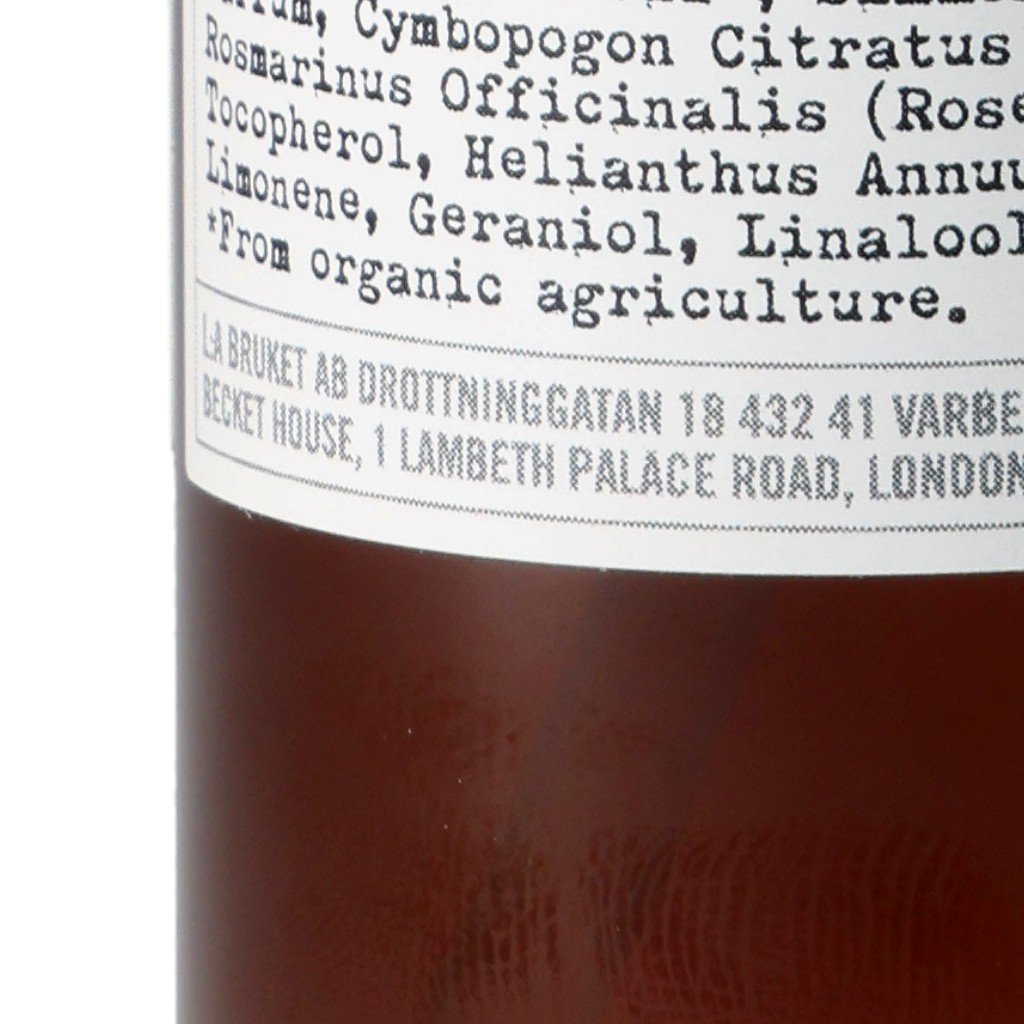 Cymbopogon Citratus
Rosmarinus Officinalis (Rose
Tocopherol, Helianthus Annuu
Limonene, Geraniol, Linalool
*From organic agriculture.
L:A BRUKET AB DROTTNINGGATAN 18 432 41 VARBE
BECKET HOUSE, 1 LAMBETH PALACE ROAD, LONDON